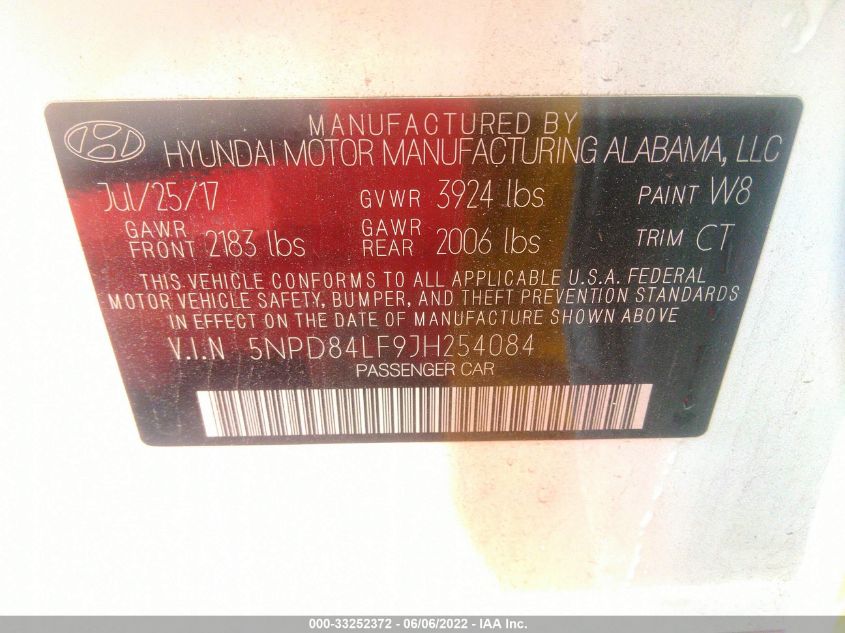 MANUFACTURED BY
HYUNDAI MOTOR MANUFACTURING ALABAMA, LLC
Jul/25/17 GVWR 3924 lbs PAINT W8
GAWR FRONT 2183 lbs GAWR REAR 2006 lbs TRIM CT
THIS VEHICLE CONFORMS TO ALL APPLICABLE U.S.A. FEDERAL
MOTOR VEHICLE SAFETY, BUMPER, AND THEFT PREVENTION STANDARDS
IN EFFECT ON THE DATE OF MANUFACTURE SHOWN ABOVE.
V.I.N 5NPD84LF9JH254084
PASSENGER CAR
000-33252372 - 06/06/2022 - IAA Inc.